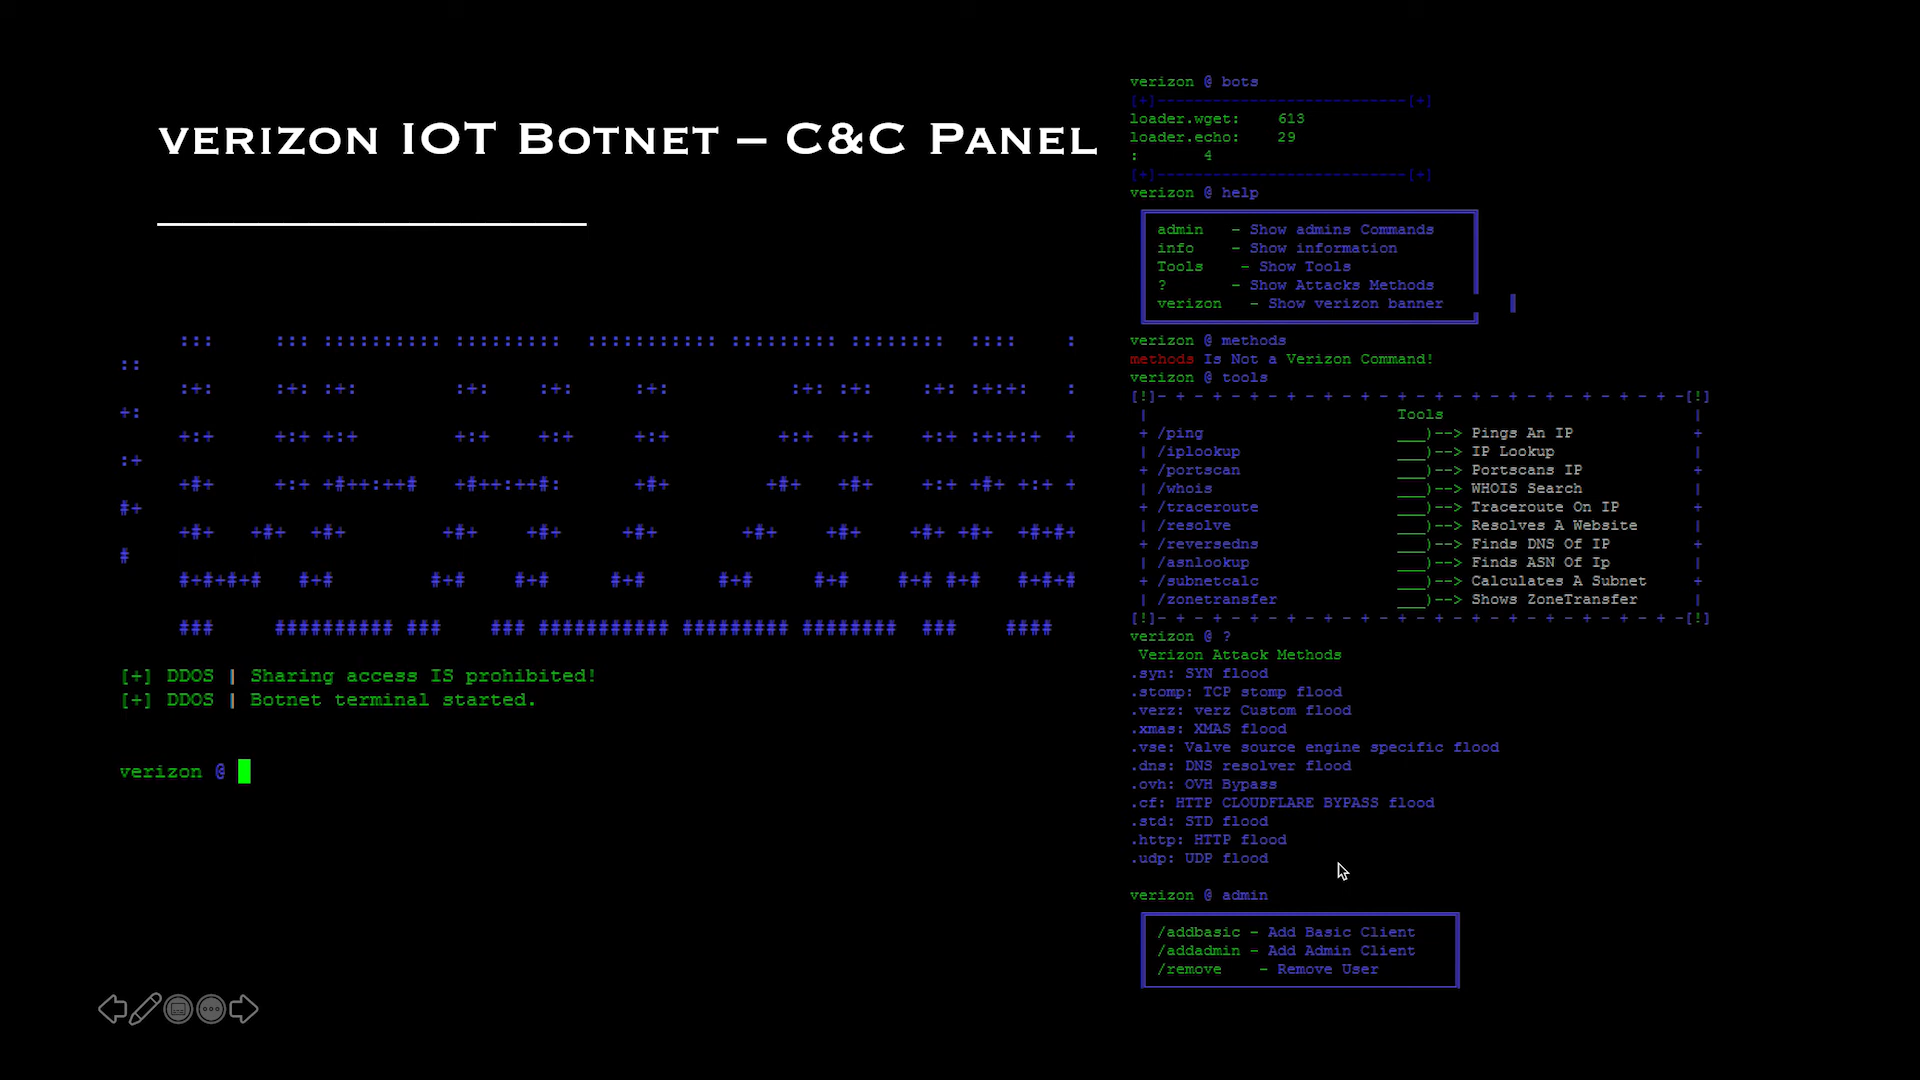 VERIZON IOT BOTNET – C&C PANEL
::: ::: :::::::::: ::::::::: ::::::::::: ::::::::: :::::::: :::: :
::
:+: :+: :+: :+: :+: :+: :+: :+: :+: :+:+: :
+:
+:+ +:+ +:+ +:+ +:+ +:+ +:+ +:+ +:+ :+:+:+ +
:+
+#+ +:+ +#++:++# +#++:++#: +#+ +#+ +#+ +:+ +#+ +:+ +
#+
+#+ +#+ +#+ +#+ +#+ +#+ +#+ +#+ +#+ +#+ +#+#+
#
#+#+#+# #+# #+# #+# #+# #+# #+# #+# #+# #+#+#
### ########## ### ### ########### ######### ######## ### ####
[+] DDOS | Sharing access IS prohibited!
[+] DDOS | Botnet terminal started.
verizon @
verizon @ bots
[+]---------------------------[+]
loader.wget: 613
loader.echo: 29
: 4
[+]---------------------------[+]
verizon @ help
admin - Show admins Commands
info - Show information
Tools - Show Tools
? - Show Attacks Methods
verizon - Show verizon banner
verizon @ methods
methods Is Not a Verizon Command!
verizon @ tools
[!]- + - + - + - + - + - + - + - + - + - + - + - + - + - + -[!]
| Tools |
+ /ping ___)--> Pings An IP +
| /iplookup ___)--> IP Lookup |
+ /portscan ___)--> Portscans IP +
| /whois ___)--> WHOIS Search |
+ /traceroute ___)--> Traceroute On IP +
| /resolve ___)--> Resolves A Website |
+ /reversedns ___)--> Finds DNS Of IP +
| /asnlookup ___)--> Finds ASN Of Ip |
+ /subnetcalc ___)--> Calculates A Subnet +
| /zonetransfer ___)--> Shows ZoneTransfer |
[!]- + - + - + - + - + - + - + - + - + - + - + - + - + - + -[!]
verizon @ ?
Verizon Attack Methods
.syn: SYN flood
.stomp: TCP stomp flood
.verz: verz Custom flood
.xmas: XMAS flood
.vse: Valve source engine specific flood
.dns: DNS resolver flood
.ovh: OVH Bypass
.cf: HTTP CLOUDFLARE BYPASS flood
.std: STD flood
.http: HTTP flood
.udp: UDP flood
verizon @ admin
/addbasic - Add Basic Client
/addadmin - Add Admin Client
/remove - Remove User